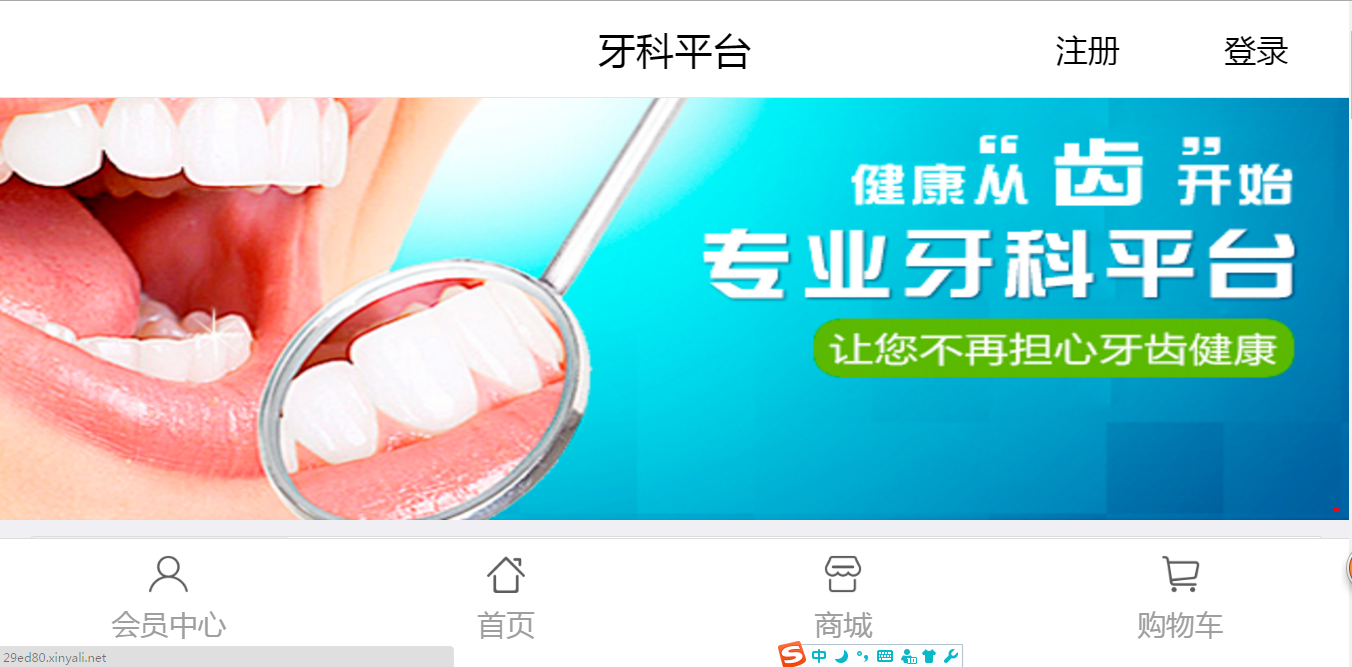 牙科平台 注册 登录
健康从“齿”开始
专业牙科平台
让您不再担心牙齿健康
会员中心 首页 商城 购物车
29ed80.xinyali.net
中